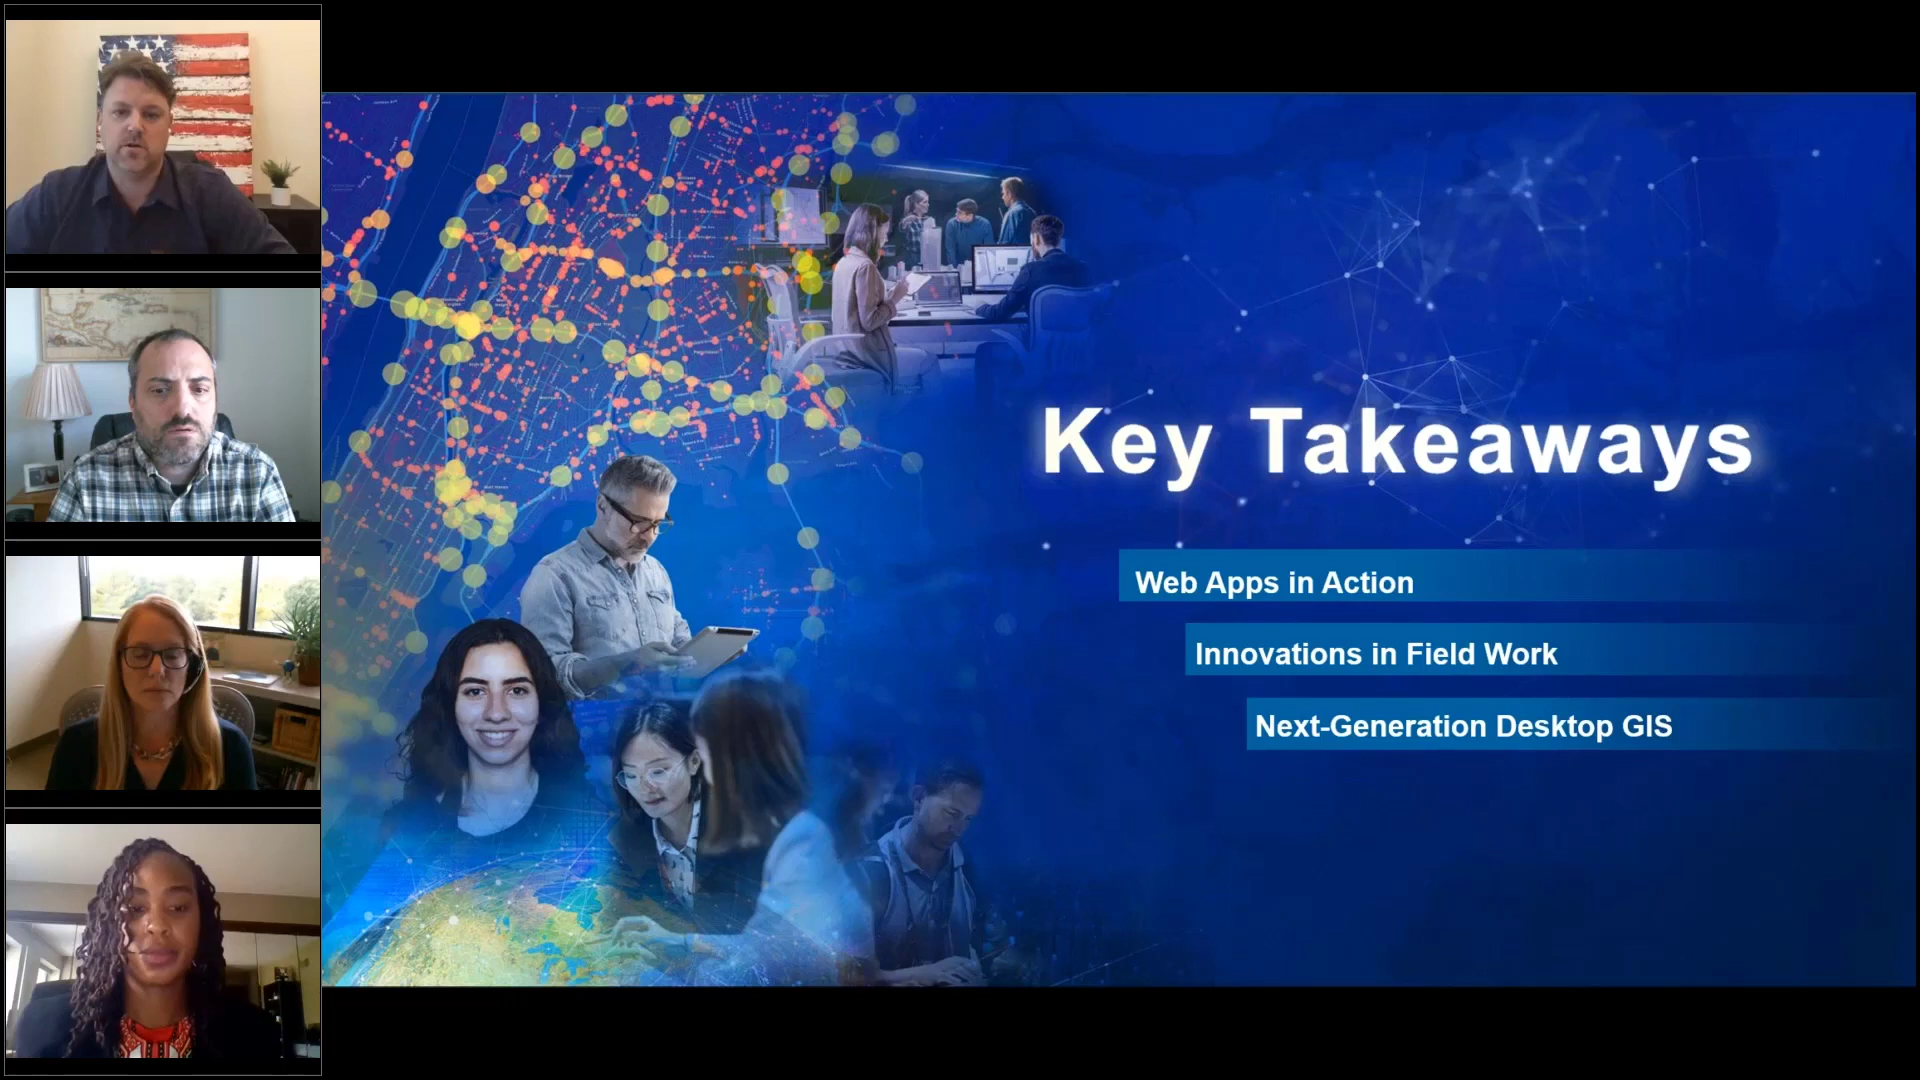 Key Takeaways
Web Apps in Action
Innovations in Field Work
Next-Generation Desktop GIS